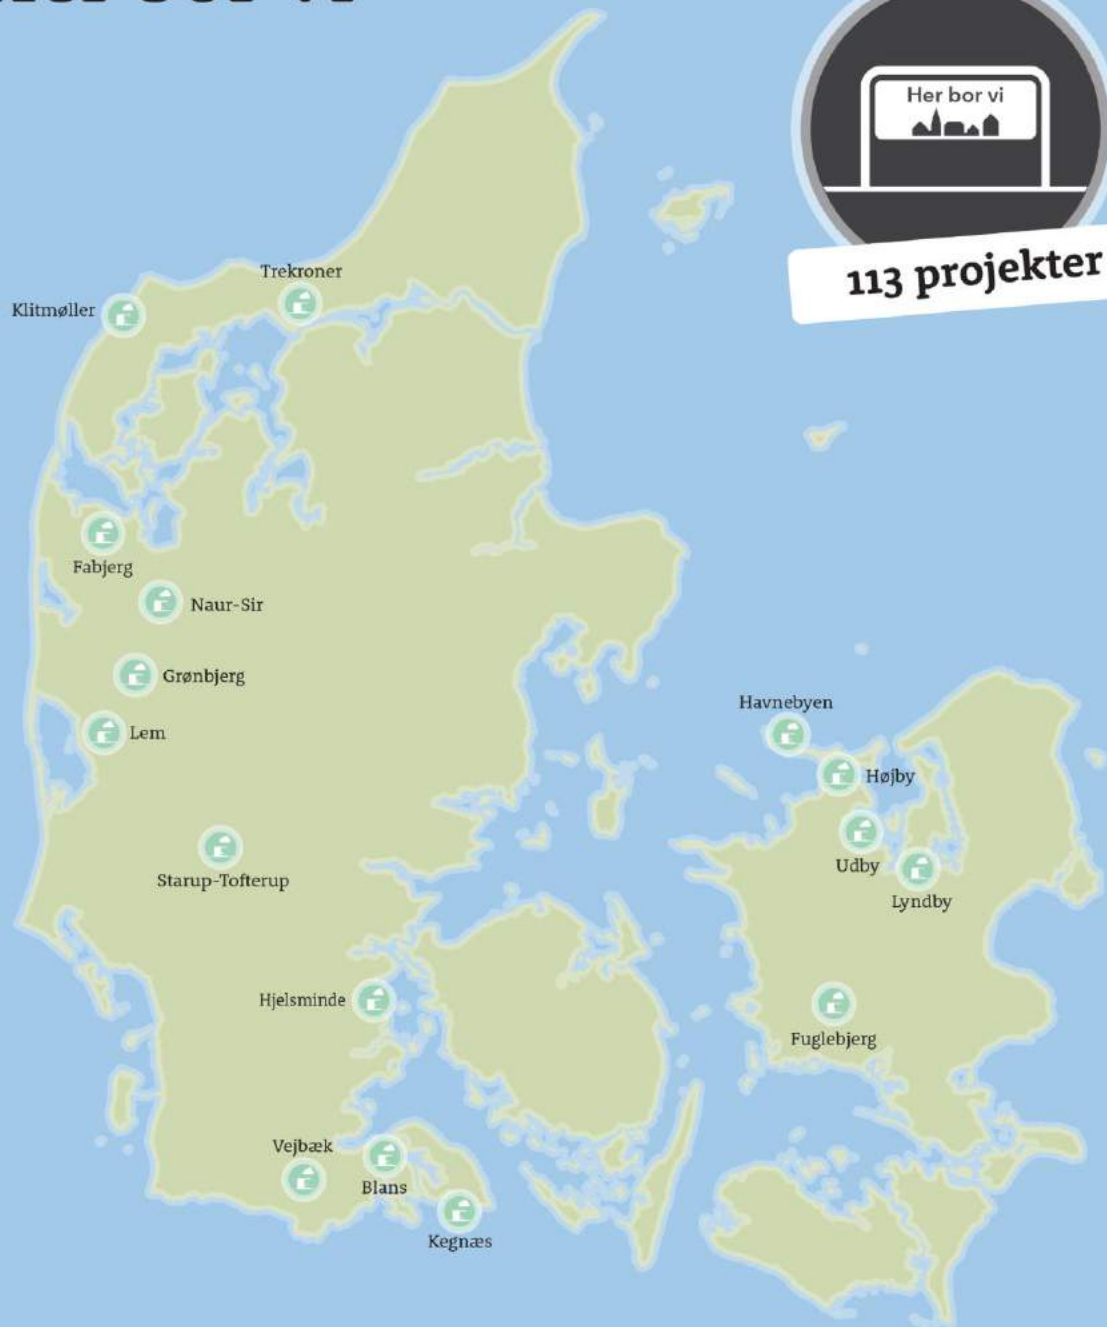 Her bor vi
113 projekter
Trekroner
Klitmøller
Fabjerg
Naur-Sir
Grønbjerg
Lem
Havnebyen
Højby
Udby
Lyndby
Starup-Tofterup
Hjelsminde
Fuglebjerg
Vejbæk
Blans
Kegnæs